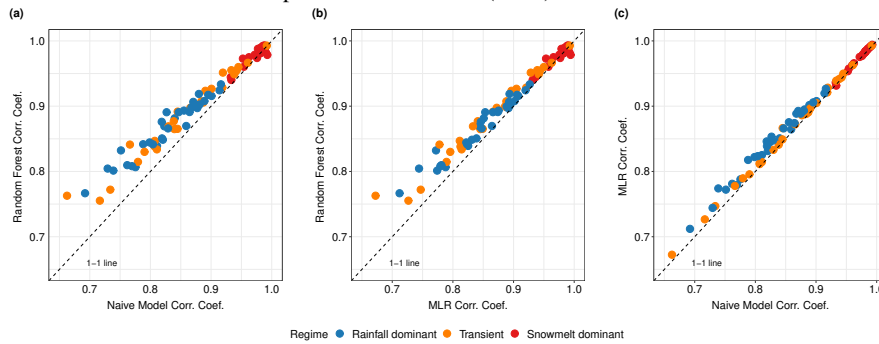 (a)
(b)
(c)
1.0
0.9
0.8
0.7
Random Forest Corr. Coef.
1−1 line
0.7 0.8 0.9 1.0
Naive Model Corr. Coef.
1.0
0.9
0.8
0.7
Random Forest Corr. Coef.
1−1 line
0.7 0.8 0.9 1.0
MLR Corr. Coef.
1.0
0.9
0.8
0.7
MLR Corr. Coef.
1−1 line
0.7 0.8 0.9 1.0
Naive Model Corr. Coef.
Regime Rainfall dominant Transient Snowmelt dominant